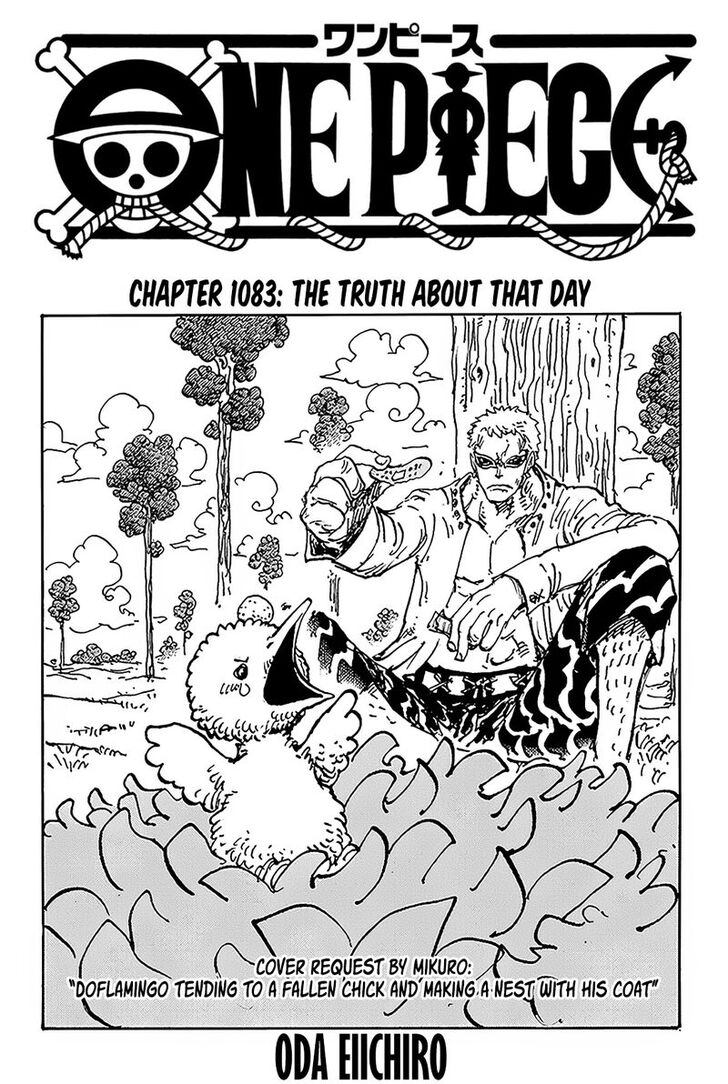 ワンピース
ONE PIECE
CHAPTER 1083: THE TRUTH ABOUT THAT DAY
COVER REQUEST BY MIKURO:
"DOFLAMINGO TENDING TO A FALLEN CHICK AND MAKING A NEST WITH HIS COAT"
ODA EIICHIRO